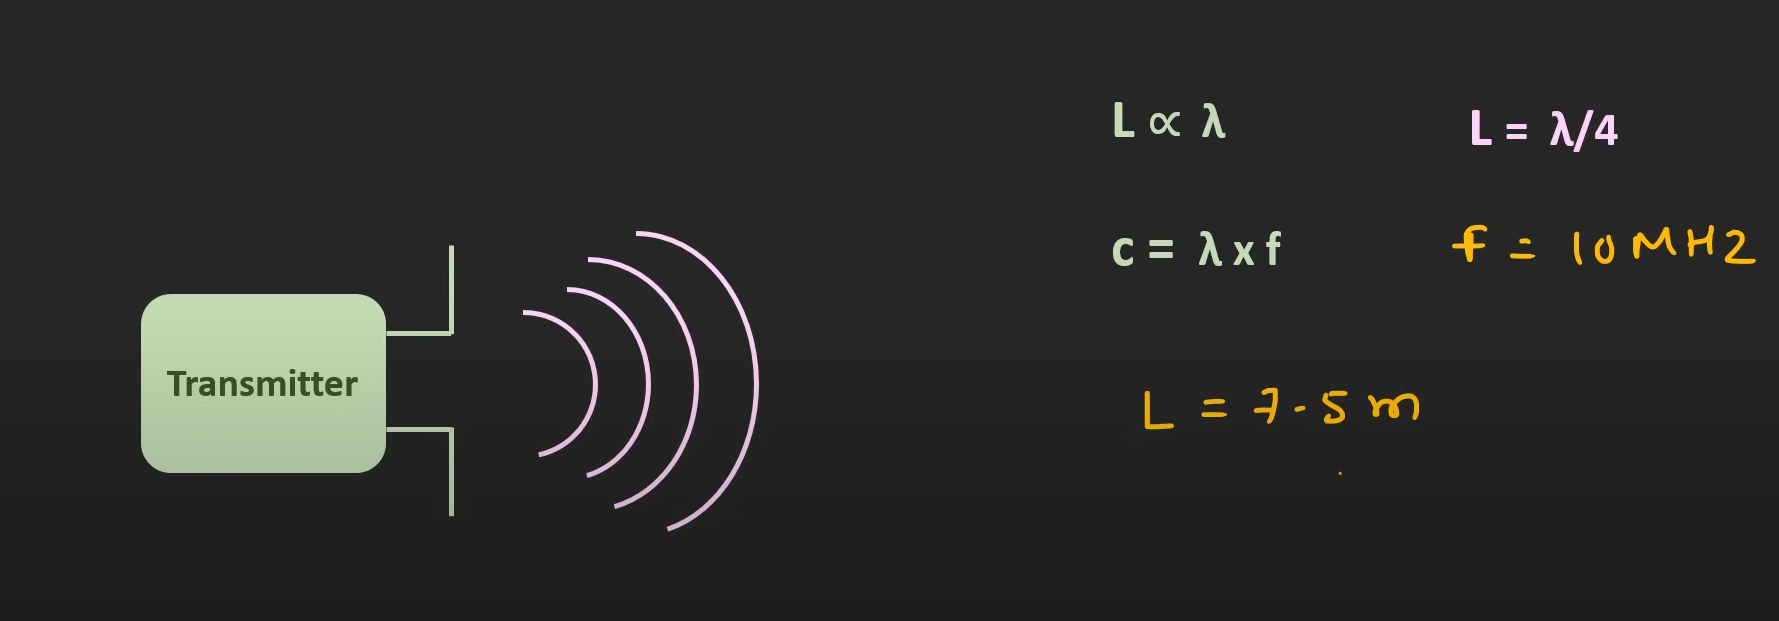 L ∝ λ
L = λ/4
c = λ x f
f = 10 MHz
Transmitter
L = 7.5 m